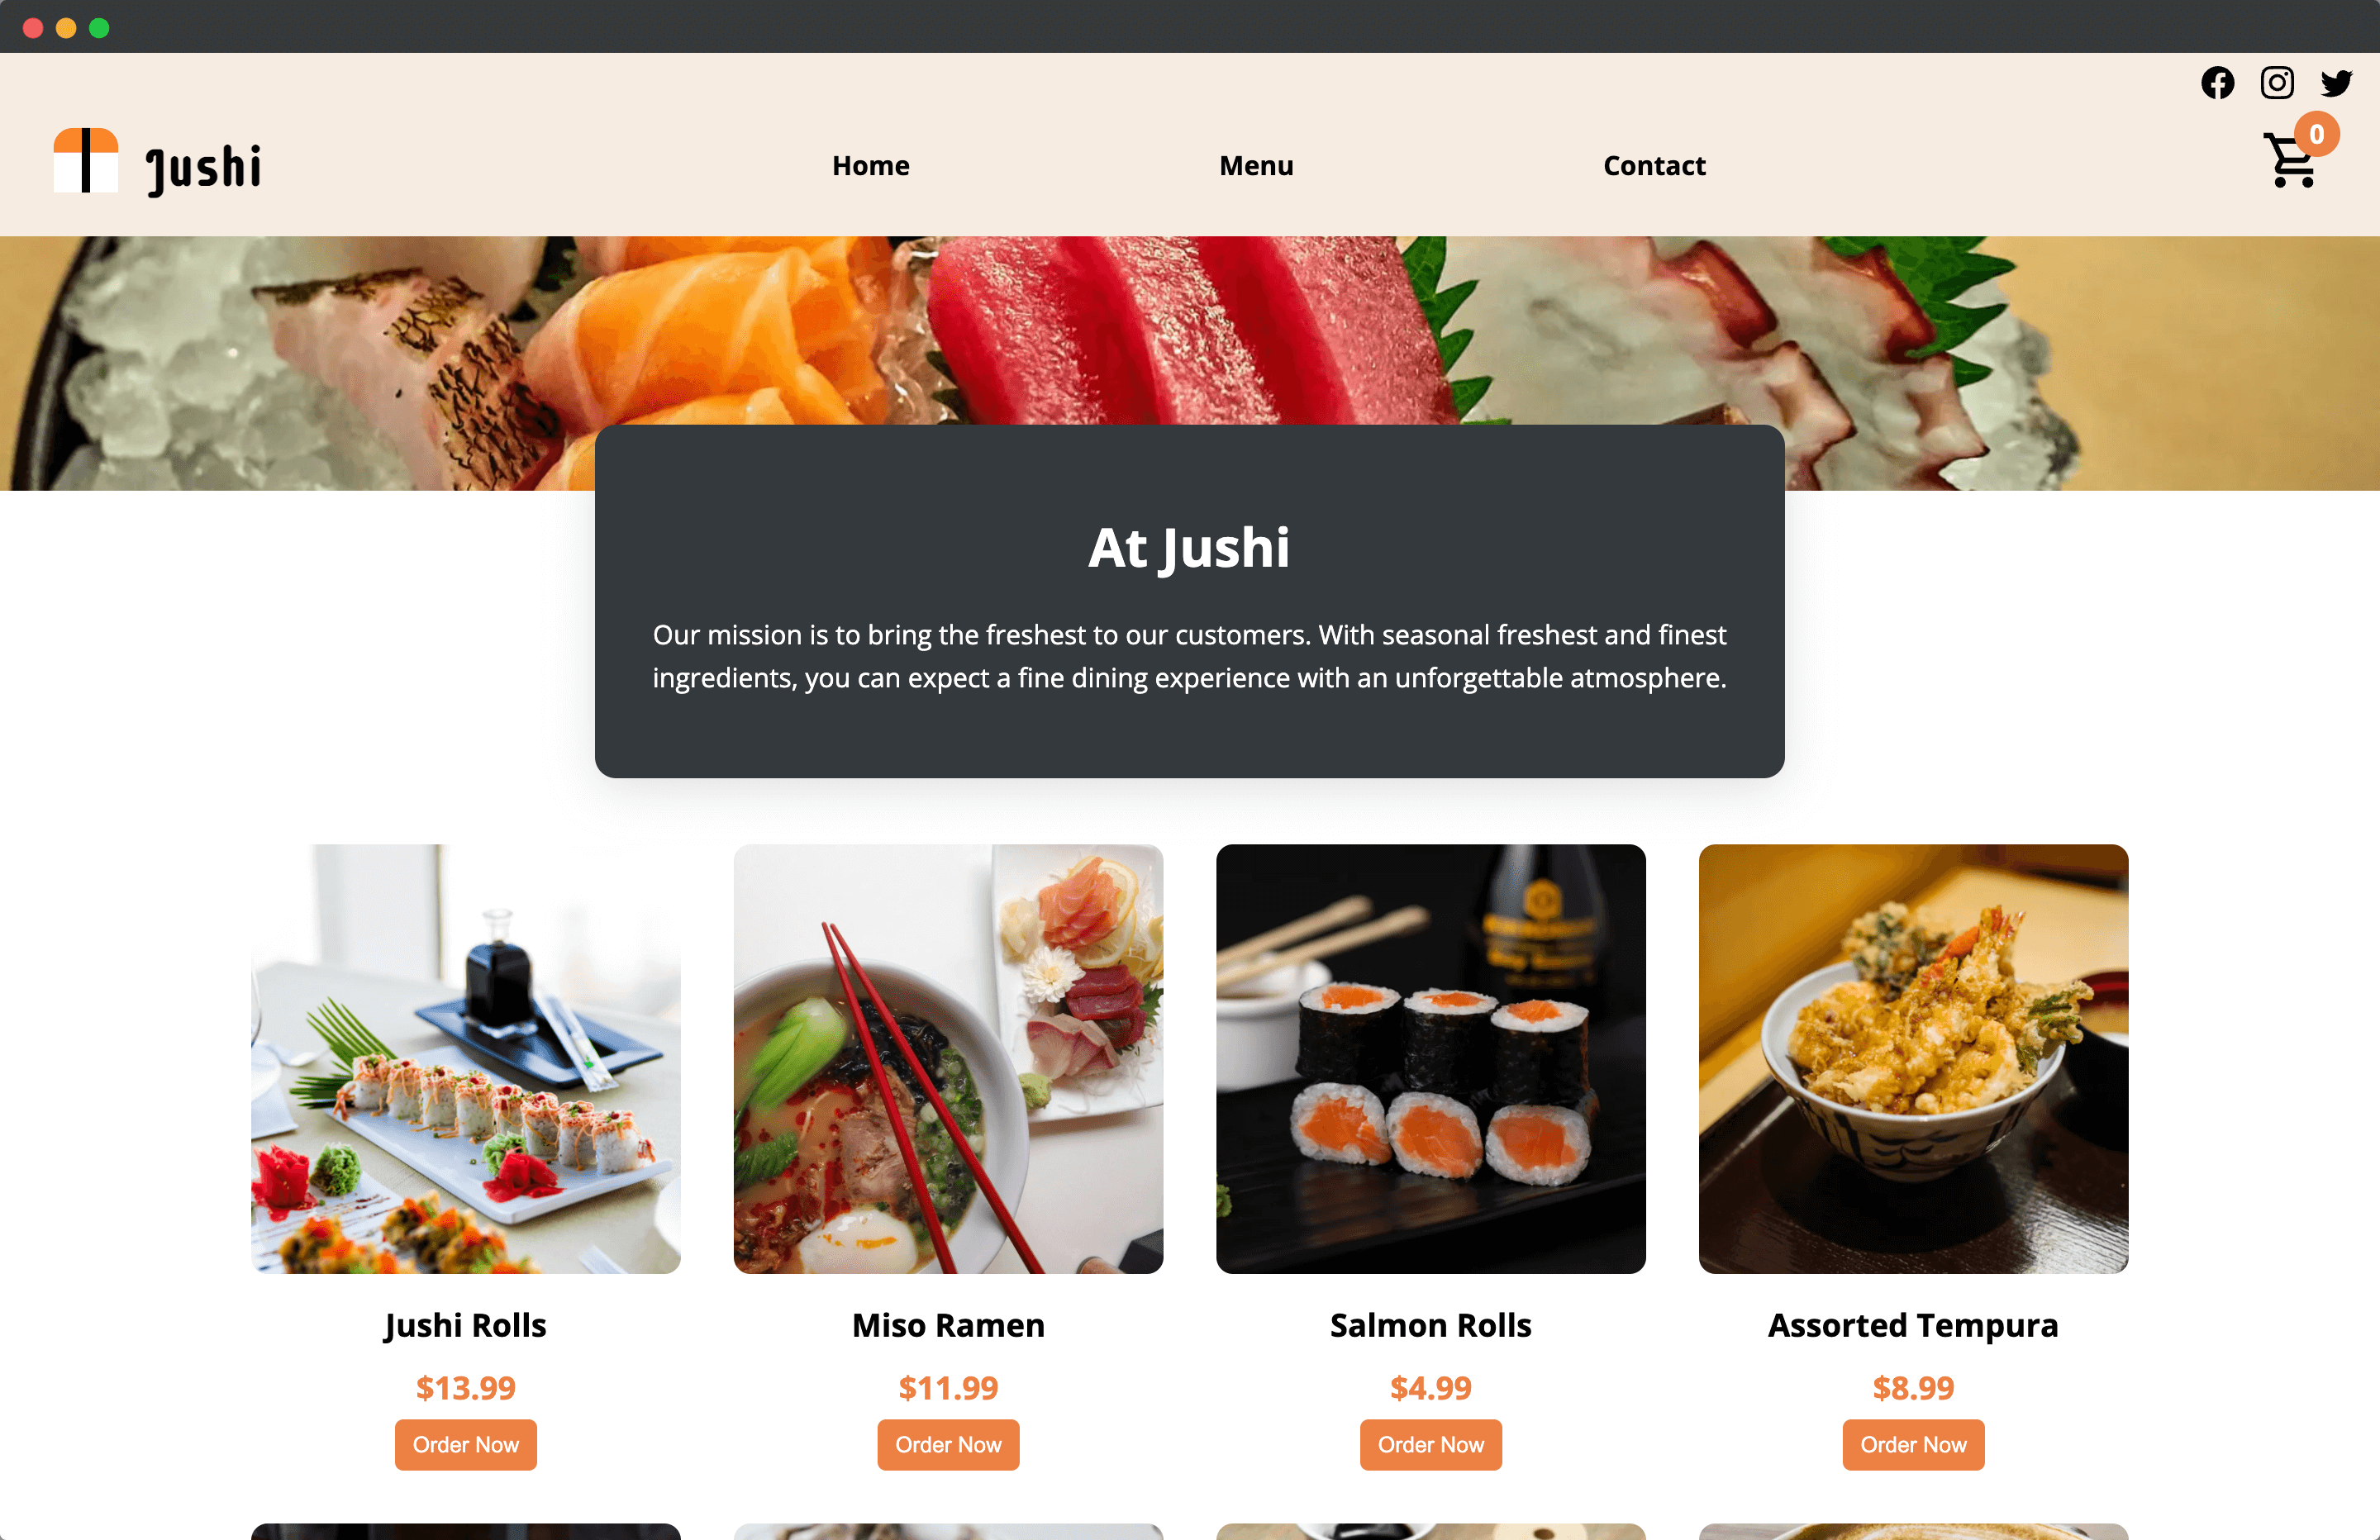 Jushi
Home
Menu
Contact
0
At Jushi
Our mission is to bring the freshest to our customers. With seasonal freshest and finest
ingredients, you can expect a fine dining experience with an unforgettable atmosphere.
Jushi Rolls
Miso Ramen
Salmon Rolls
Assorted Tempura
$13.99
$11.99
$4.99
$8.99
Order Now
Order Now
Order Now
Order Now